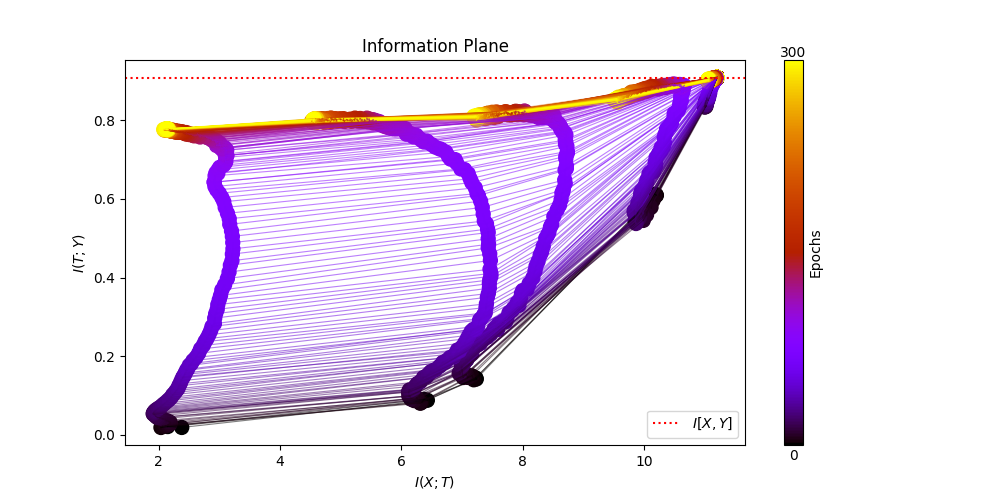 Information Plane
300
0.8
0.6
0.4
0.2
0.0
I(T; Y)
2
4
6
8
10
I(X; T)
I[X, Y]
Epochs
0